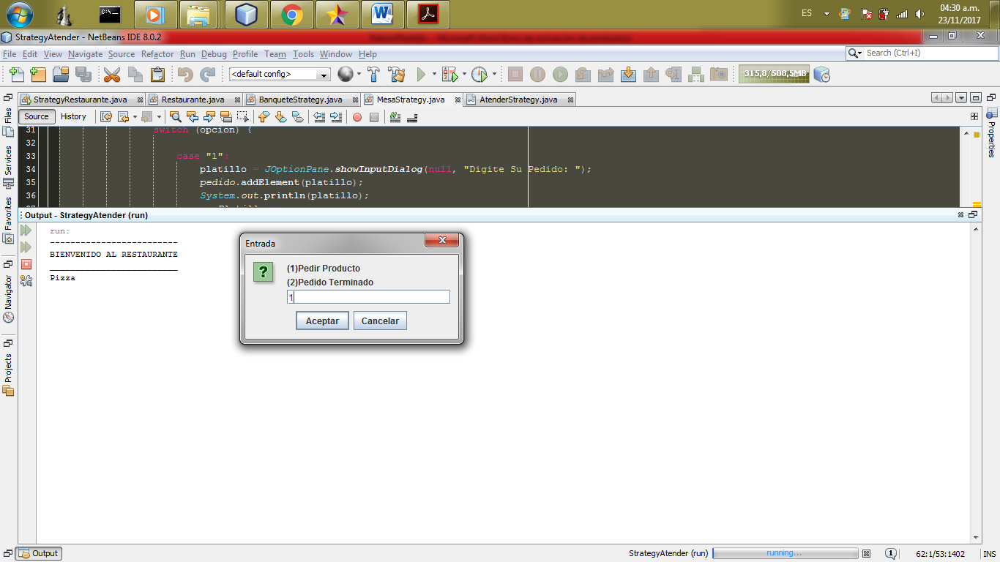 ES
04:30 a.m.
23/11/2017
StrategyAtender - NetBeans IDE 8.0.2
File Edit View Navigate Source Refactor Run Debug Profile Team Tools Window Help
Search (Ctrl+I)
<default config>
315,8/508,5MB
StrategyRestaurante.java Restaurante.java BanqueteStrategy.java MesaStrategy.java AtenderStrategy.java
Source History
Files
Services
Favorites
Navigator
Projects
Properties
31 switch (opcion) {
32
33 case "1":
34 platillo = JOptionPane.showInputDialog(null, "Digite Su Pedido: ");
35 pedido.addElement(platillo);
36 System.out.println(platillo);
Output - StrategyAtender (run)
run:
-------------------------
BIENVENIDO AL RESTAURANTE
_________________________
Pizza
Entrada
(1)Pedir Producto
(2)Pedido Terminado
1
Aceptar Cancelar
Output
StrategyAtender (run)
running...
1
62:1/53:1402
INS